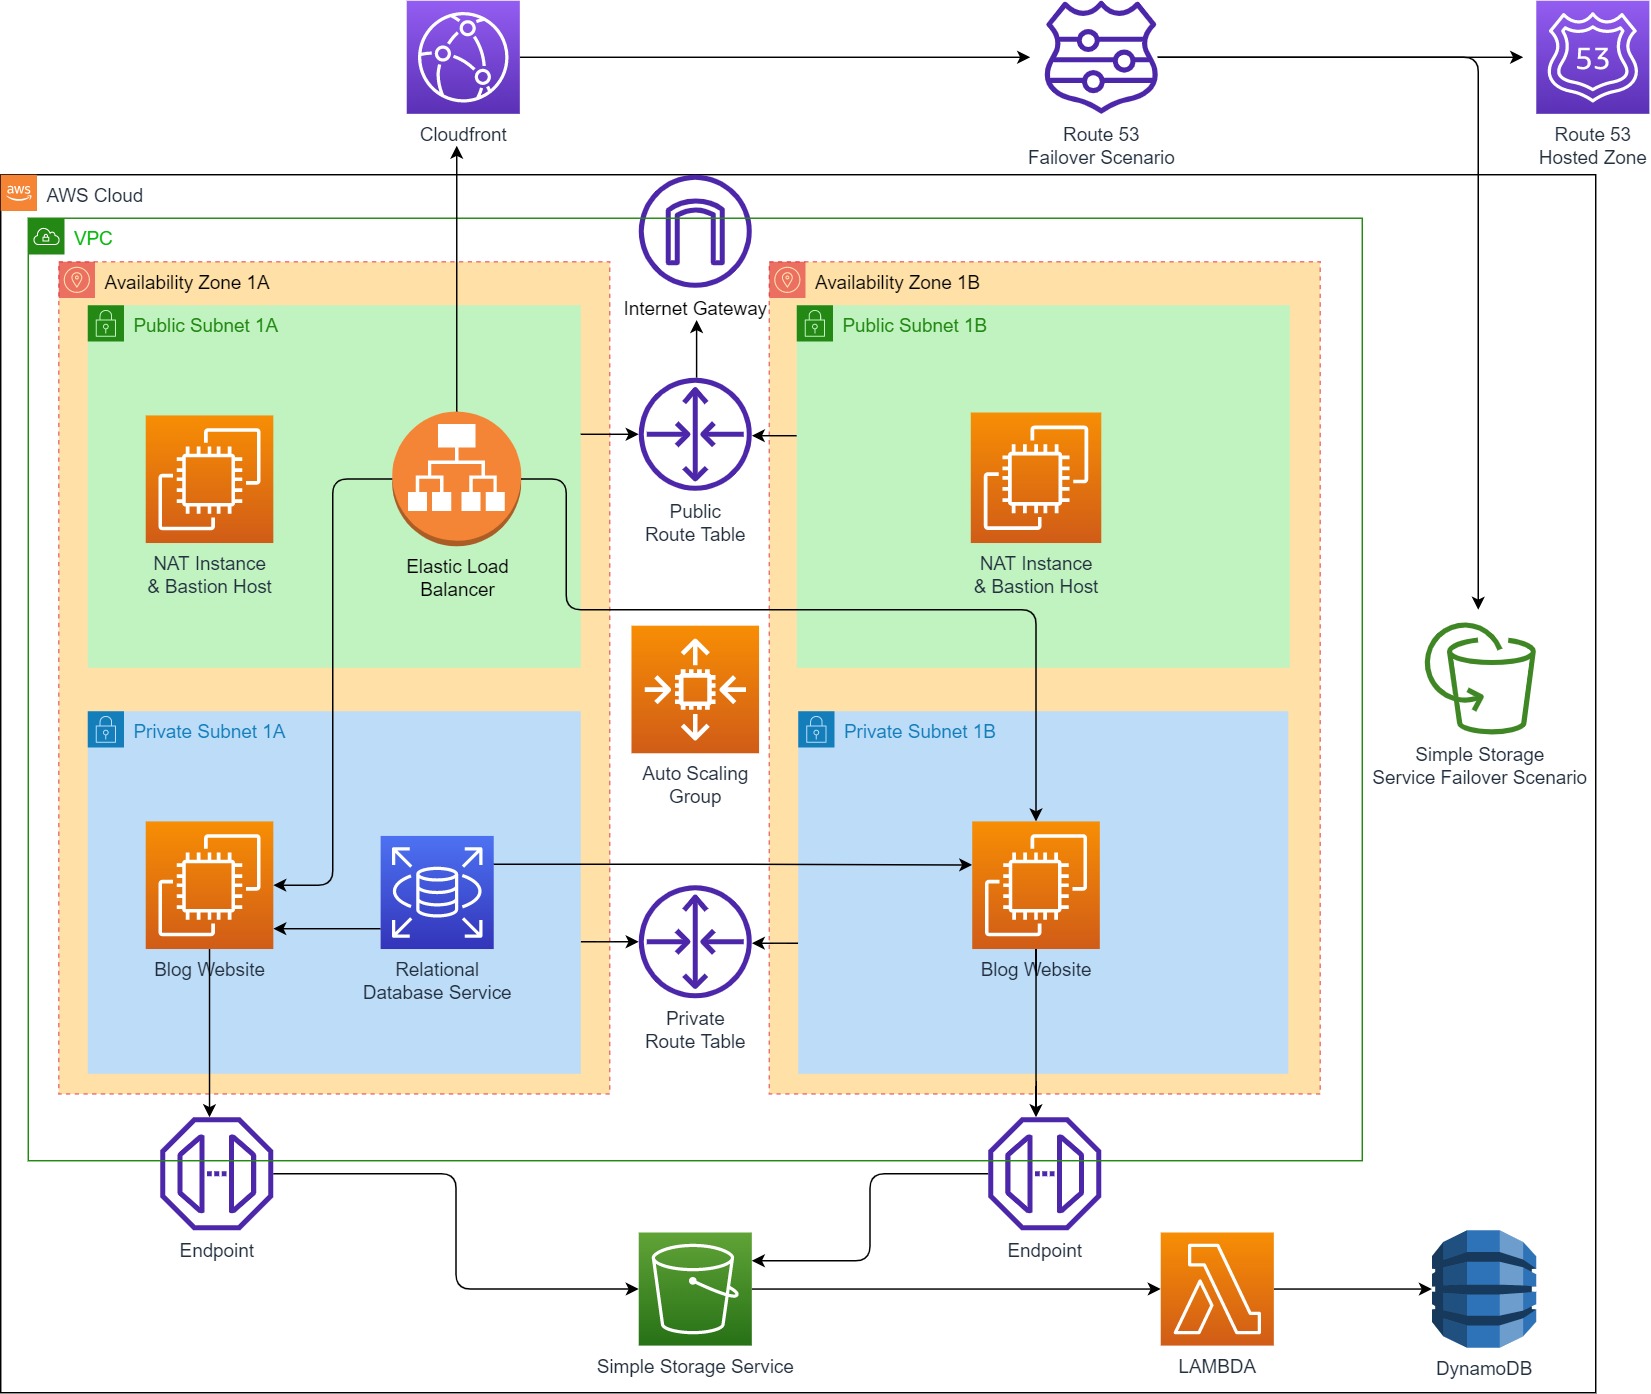 53
Cloudfront
Route 53
Failover Scenario
Route 53
Hosted Zone
aws
AWS Cloud
VPC
Availability Zone 1A
Availability Zone 1B
Internet Gateway
Public Subnet 1A
Public Subnet 1B
Public
Route Table
NAT Instance
& Bastion Host
Elastic Load
Balancer
NAT Instance
& Bastion Host
Auto Scaling
Group
Private Subnet 1A
Private Subnet 1B
Simple Storage
Service Failover Scenario
Blog Website
Relational
Database Service
Blog Website
Private
Route Table
Endpoint
Endpoint
Simple Storage Service
LAMBDA
DynamoDB